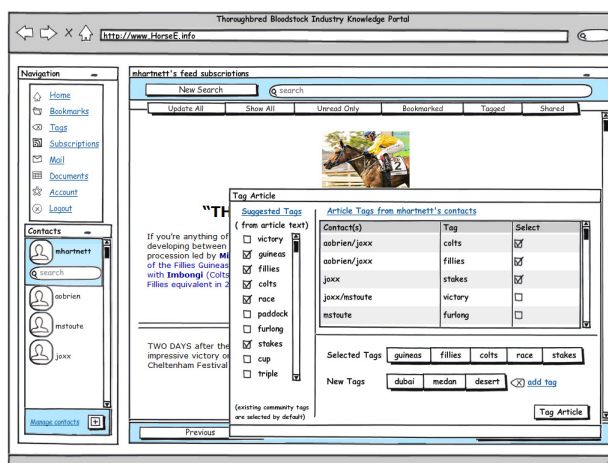 Thoroughbred Bloodstock Industry Knowledge Portal
http://www.HorseE.info
Navigation
Home
Bookmarks
Tags
Subscriptions
Mail
Documents
Account
Logout
Contacts
mhartnett
search
aobrien
mstoute
joxx
Manage contacts
mhartnett's feed subscriptions
New Search
search
Update All
Show All
Unread Only
Bookmarked
Tagged
Shared
2
"TH
If you're anything of
developing between
procession led by Mi
of the Fillies Guineas
with Imbongi (Colts
Fillies equivalent in 2
TWO DAYS after the
impressive victory or
Cheltenham Festival
Previous
Tag Article
Suggested Tags
( from article text)
victory
guineas
fillies
colts
race
paddock
furlong
stakes
cup
triple
(existing community tags
are selected by default)
Article Tags from mhartnett's contacts
Contact(s) Tag Select
aobrien/joxx colts
aobrien/joxx fillies
joxx stakes
joxx/mstoute victory
mstoute furlong
Selected Tags guineas fillies colts race stakes
New Tags dubai medan desert add tag
Tag Article